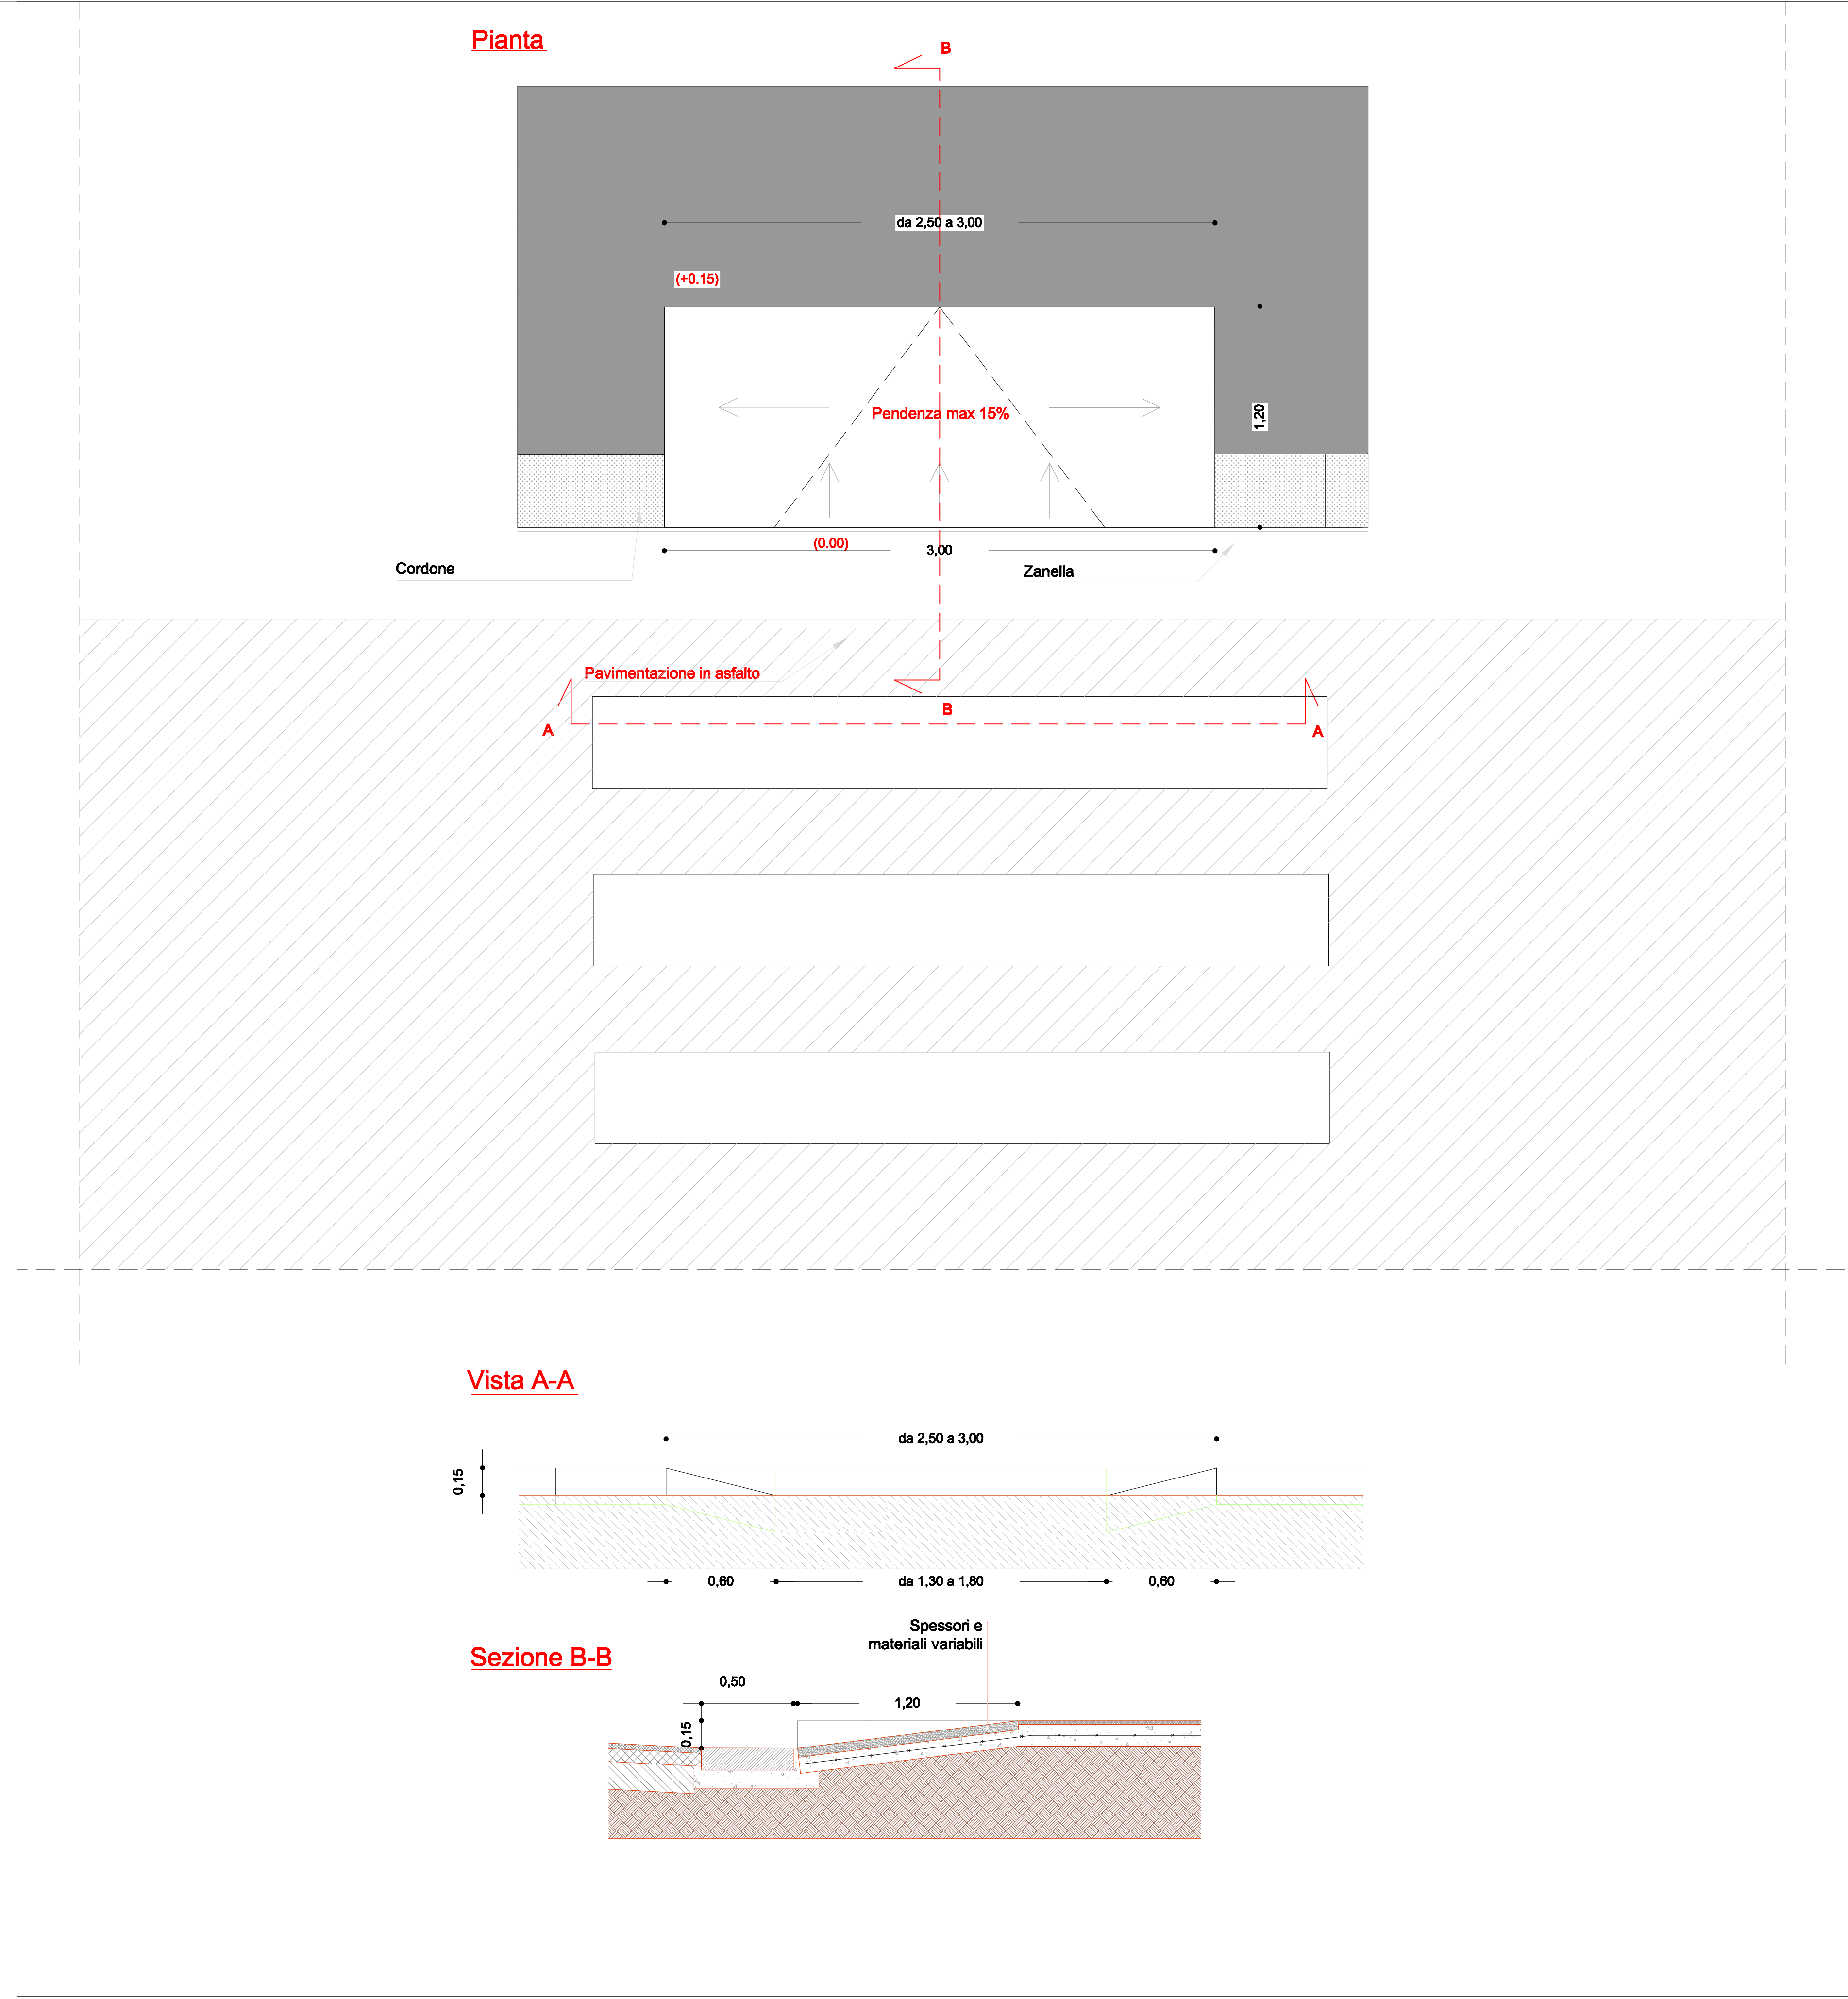 Pianta
B
da 2,50 a 3,00
(+0.15)
Pendenza max 15%
1,20
(0.00)
3,00
Cordone
Zanella
Pavimentazione in asfalto
B
A
A
Vista A-A
da 2,50 a 3,00
0,15
0,60
da 1,30 a 1,80
0,60
Spessori e
materiali variabili
Sezione B-B
0,50
1,20
0,15